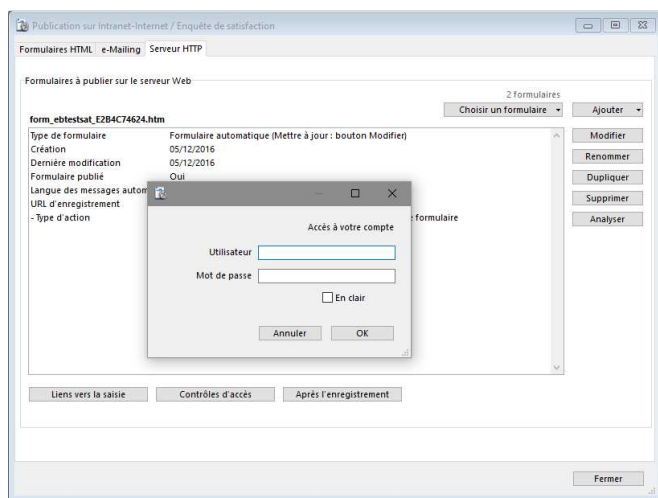 Publication sur Intranet-Internet / Enquête de satisfaction
Formulaires HTML e-Mailing Serveur HTTP
Formulaires à publier sur le serveur Web
2 formulaires
Choisir un formulaire Ajouter
form_ebtestsat_E2B4C74624.htm
Type de formulaire Formulaire automatique (Mettre à jour : bouton Modifier)
Création 05/12/2016
Dernière modification 05/12/2016
Formulaire publié Oui
Langue des messages autom
URL d'enregistrement
- Type d'action formulaire
Modifier
Renommer
Dupliquer
Supprimer
Analyser
Accès à votre compte
Utilisateur
Mot de passe
En clair
Annuler OK
Liens vers la saisie Contrôles d'accès Après l'enregistrement
Fermer